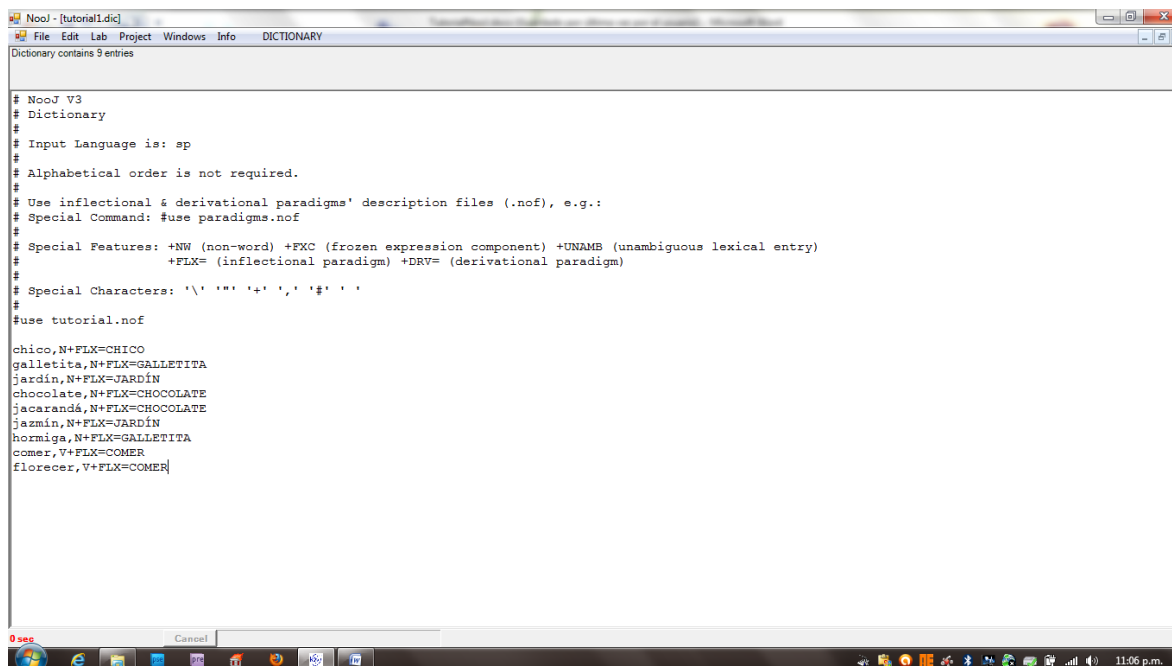 NooJ - [tutorial1.dic]
File Edit Lab Project Windows Info DICTIONARY
Dictionary contains 9 entries
# NooJ V3
# Dictionary
#
# Input Language is: sp
#
# Alphabetical order is not required.
#
# Use inflectional & derivational paradigms' description files (.nof), e.g.:
# Special Command: #use paradigms.nof
#
# Special Features: +NW (non-word) +FXC (frozen expression component) +UNAMB (unambiguous lexical entry)
# +FLX= (inflectional paradigm) +DRV= (derivational paradigm)
#
# Special Characters: '\' '"' '+' ',' '#' ' '
#
#use tutorial.nof
chico,N+FLX=CHICO
galletita,N+FLX=GALLETITA
jardín,N+FLX=JARDÍN
chocolate,N+FLX=CHOCOLATE
jacarandá,N+FLX=CHOCOLATE
jazmín,N+FLX=JARDÍN
hormiga,N+FLX=GALLETITA
comer,V+FLX=COMER
florecer,V+FLX=COMER
0 sec Cancel
11:06 p.m.